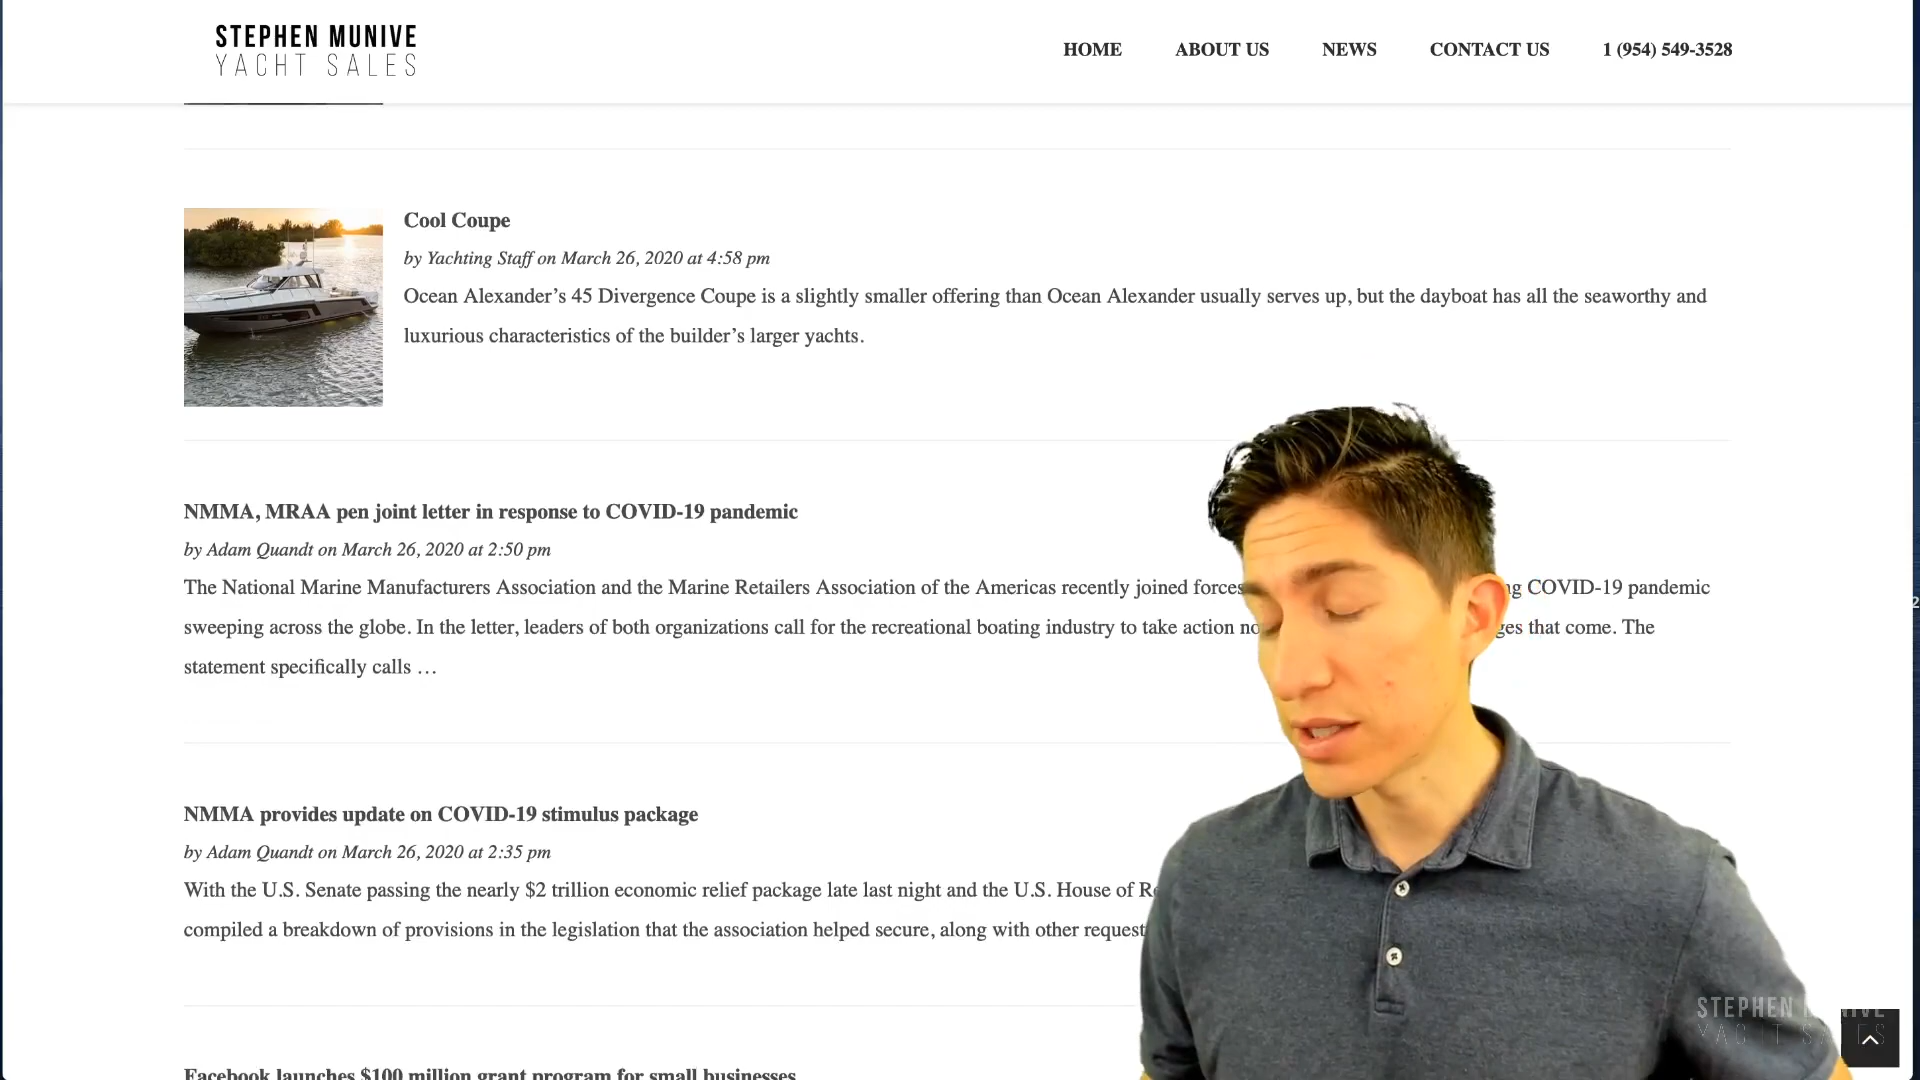 STEPHEN MUNIVE
YACHT SALES
HOME ABOUT US NEWS CONTACT US 1 (954) 549-3528
Cool Coupe
by Yachting Staff on March 26, 2020 at 4:58 pm
Ocean Alexander’s 45 Divergence Coupe is a slightly smaller offering than Ocean Alexander usually serves up, but the dayboat has all the seaworthy and
luxurious characteristics of the builder’s larger yachts.
NMMA, MRAA pen joint letter in response to COVID-19 pandemic
by Adam Quandt on March 26, 2020 at 2:50 pm
The National Marine Manufacturers Association and the Marine Retailers Association of the Americas recently joined forces COVID-19 pandemic
sweeping across the globe. In the letter, leaders of both organizations call for the recreational boating industry to take action that come. The
statement specifically calls …
NMMA provides update on COVID-19 stimulus package
by Adam Quandt on March 26, 2020 at 2:35 pm
With the U.S. Senate passing the nearly $2 trillion economic relief package late last night and the U.S. House of
compiled a breakdown of provisions in the legislation that the association helped secure, along with other request
Facebook launches $100 million grant program for small businesses
STEPHEN